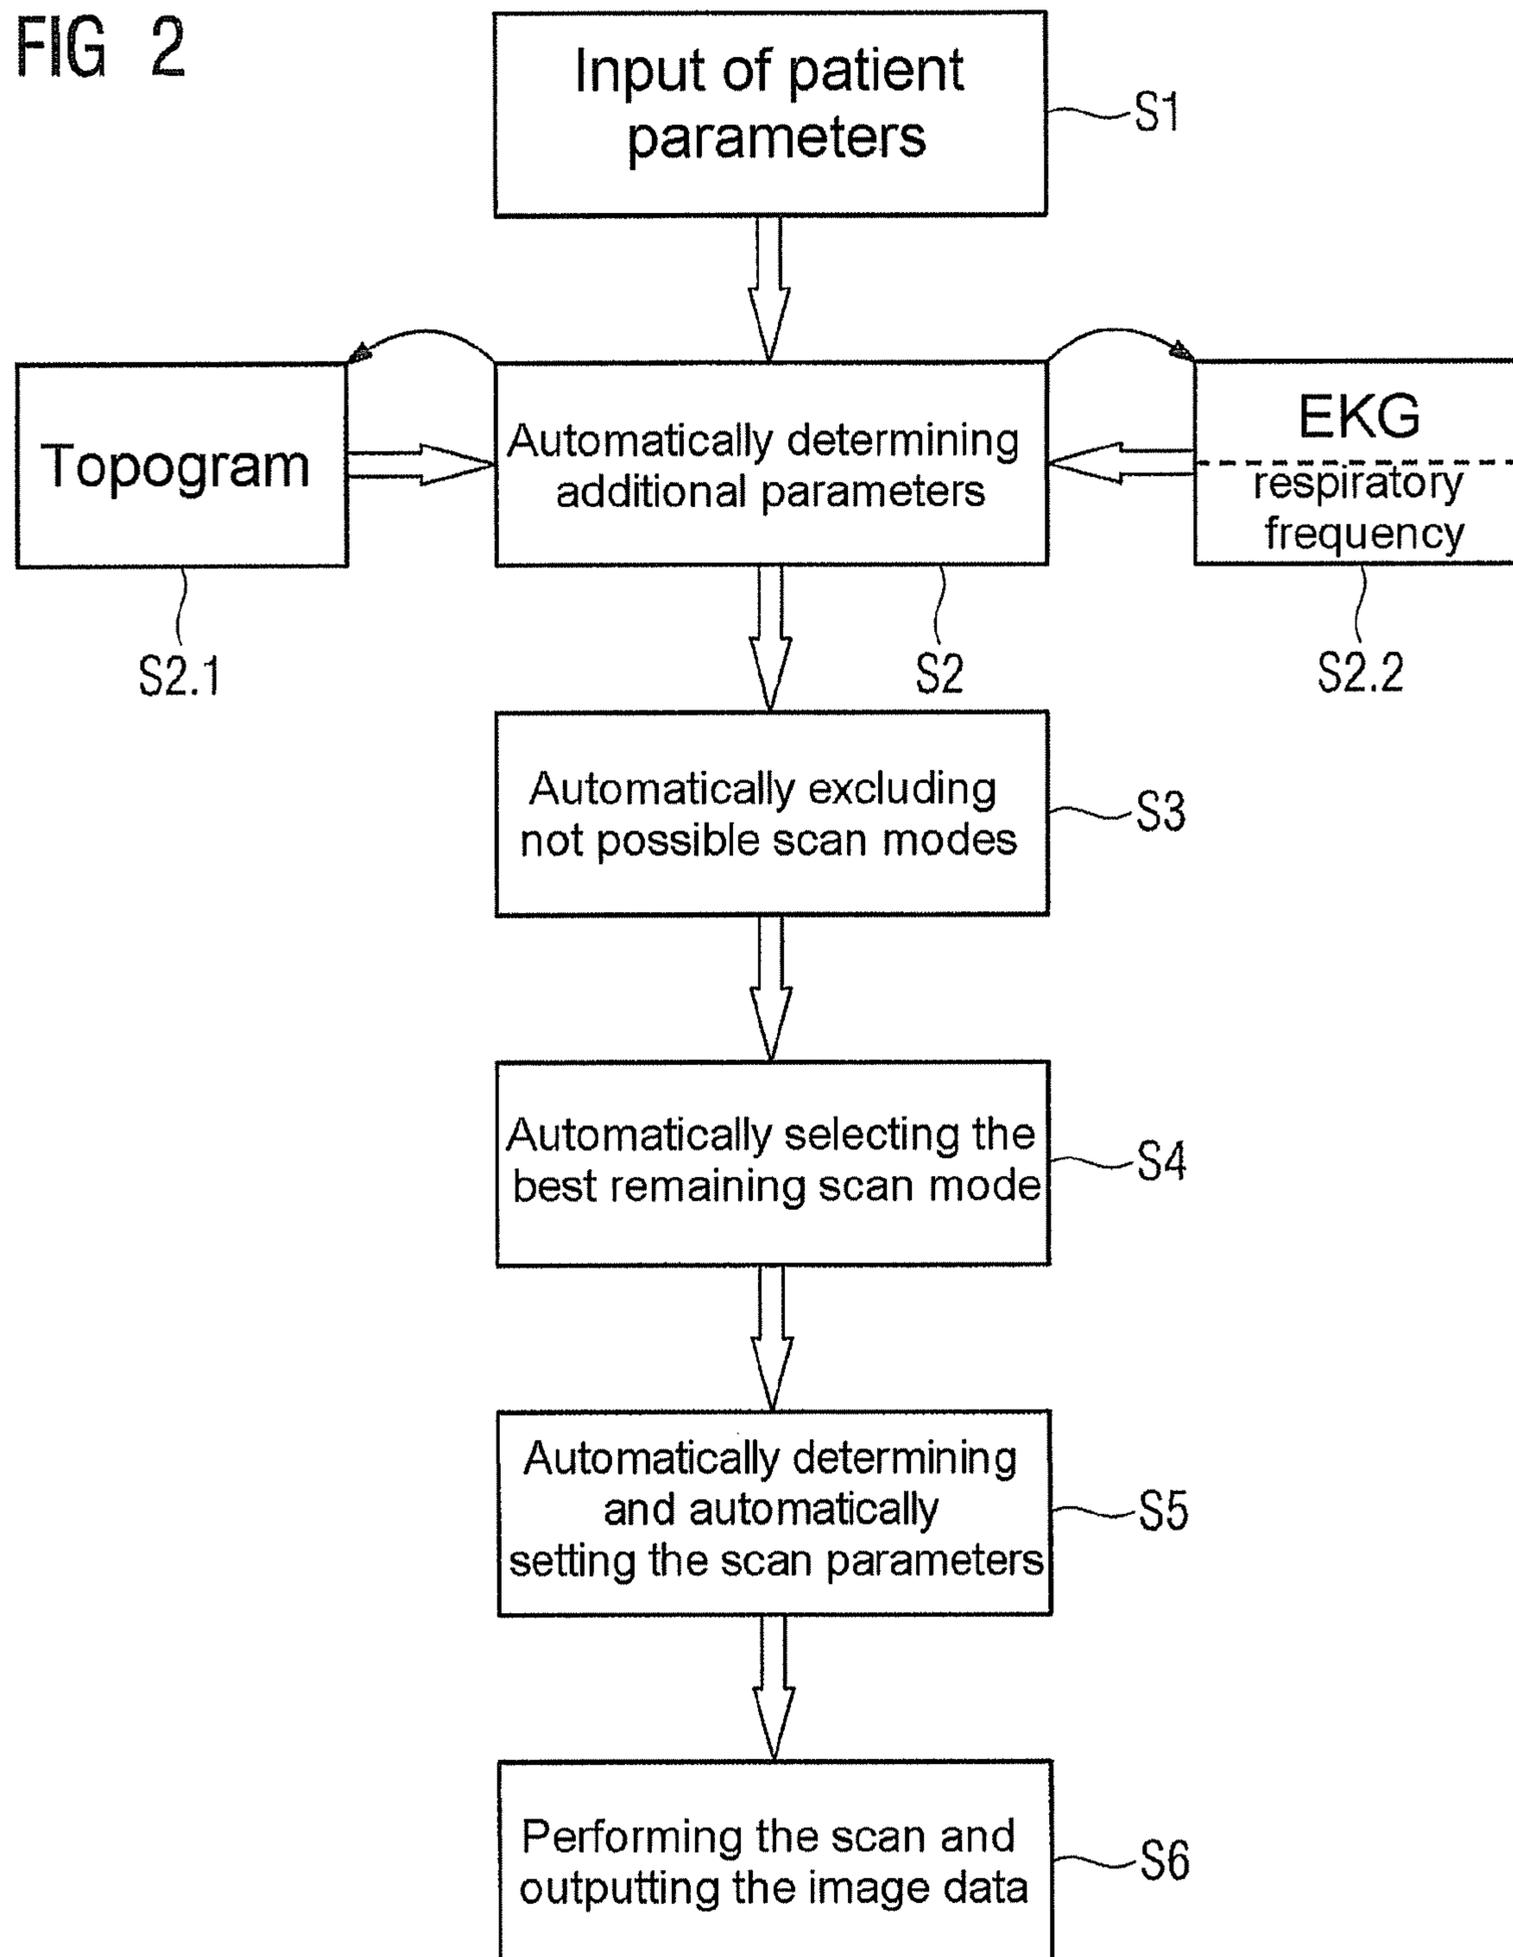 FIG 2
Input of patient
parameters
S1
Topogram
Automatically determining
additional parameters
EKG
respiratory
frequency
S2.1
S2
S2.2
Automatically excluding
not possible scan modes
S3
Automatically selecting the
best remaining scan mode
S4
Automatically determining
and automatically
setting the scan parameters
S5
Performing the scan and
outputting the image data
S6